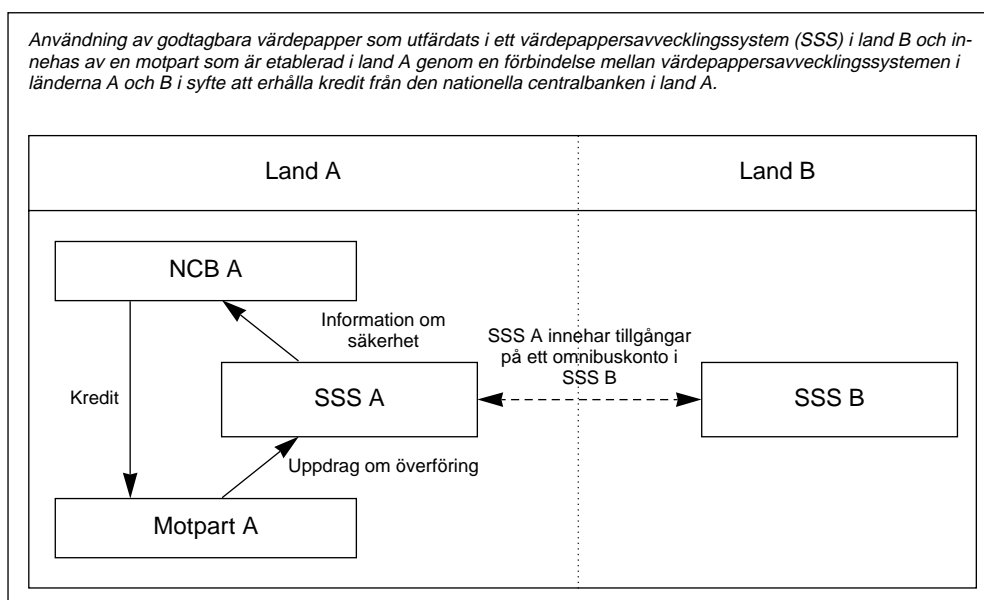 Användning av godtagbara värdepapper som utfärdats i ett värdepappersavvecklingssystem (SSS) i land B och in-
nehas av en motpart som är etablerad i land A genom en förbindelse mellan värdepappersavvecklingssystemen i
länderna A och B i syfte att erhålla kredit från den nationella centralbanken i land A.
Land A
Land B
NCB A
Information om
säkerhet
SSS A innehar tillgångar
på ett omnibuskonto i
SSS B
Kredit
SSS A
SSS B
Uppdrag om överföring
Motpart A